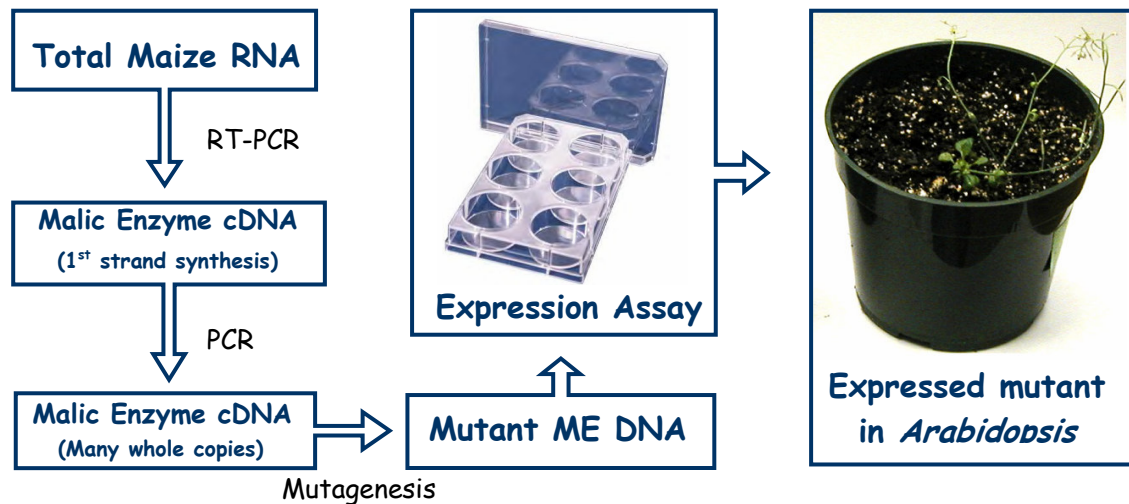 Total Maize RNA
RT-PCR
Malic Enzyme cDNA
(1st strand synthesis)
PCR
Malic Enzyme cDNA
(Many whole copies)
Mutagenesis
Mutant ME DNA
Expression Assay
Expressed mutant
in Arabidopsis